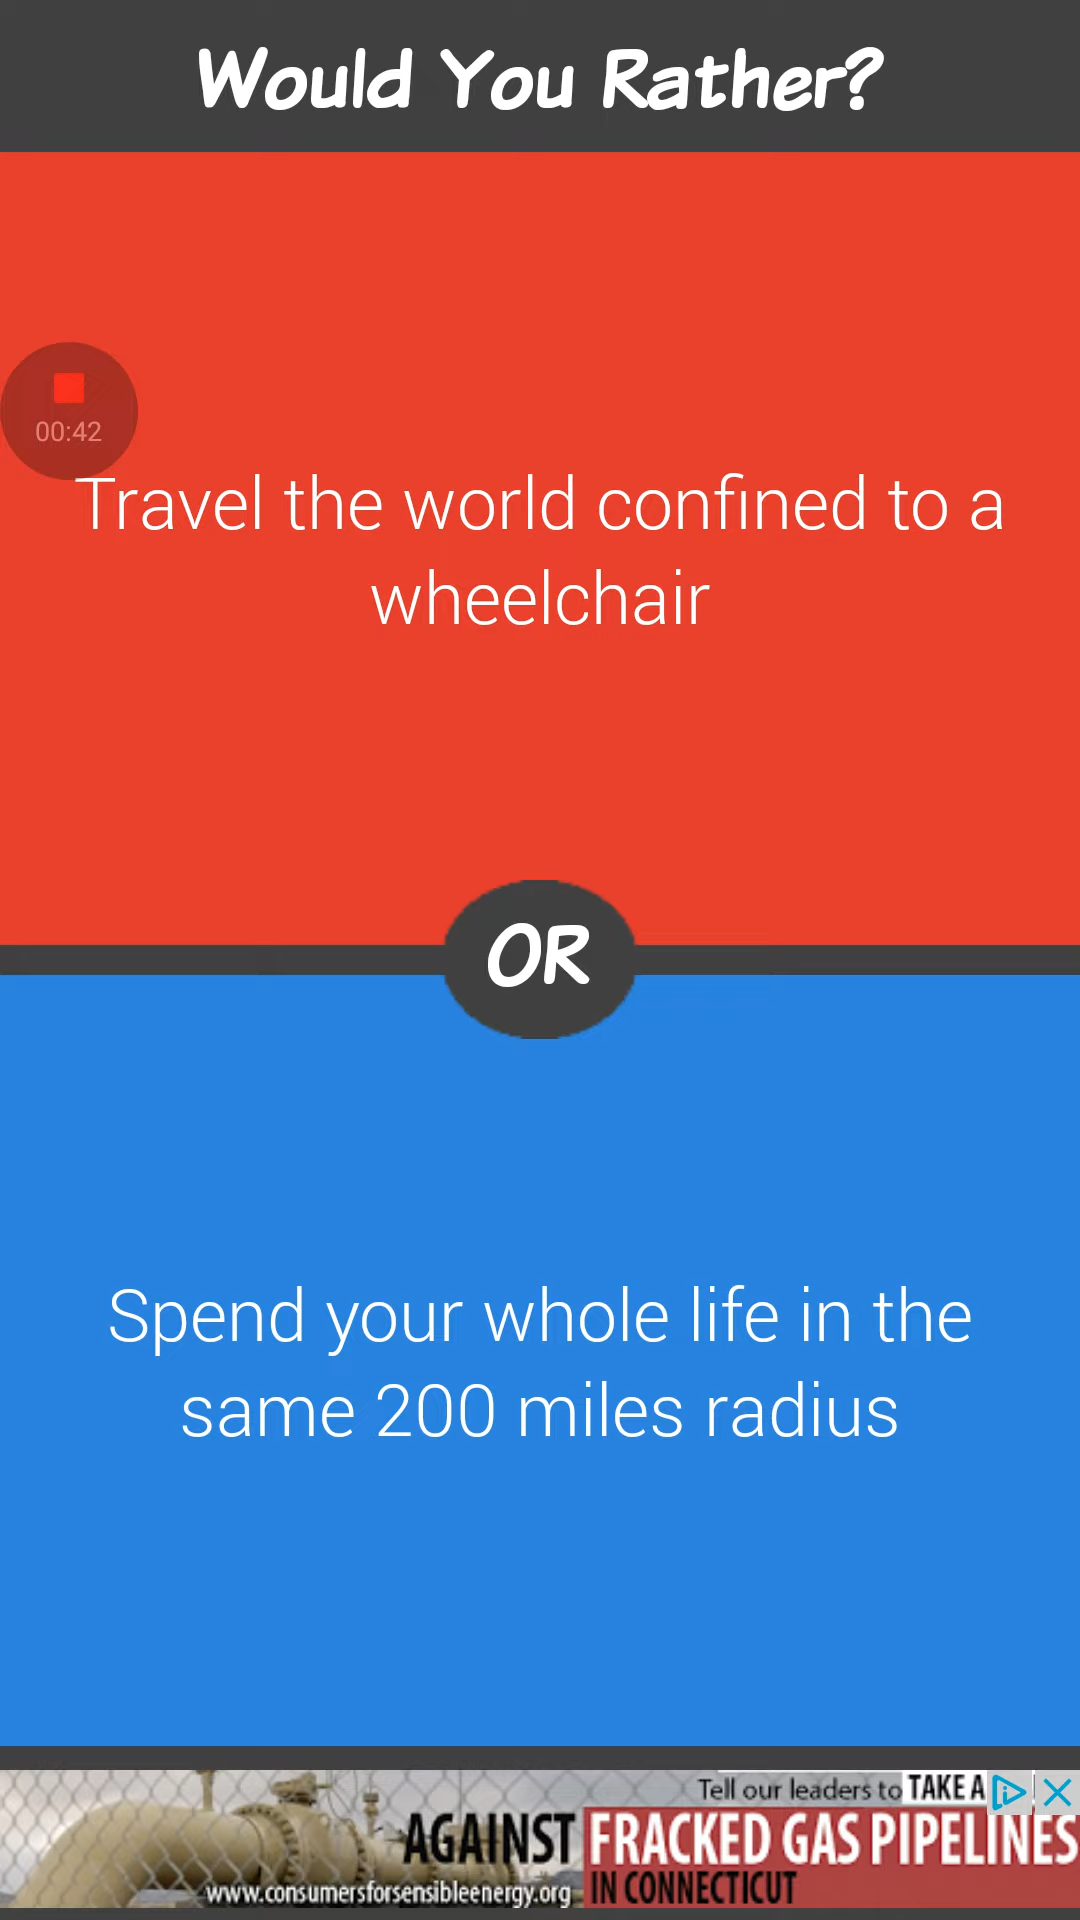 Would You Rather?
00:42
Travel the world confined to a
wheelchair
OR
Spend your whole life in the
same 200 miles radius
Tell our leaders to TAKE A
AGAINST FRACKED GAS PIPELINES
www.consumersforsensibleenergy.org IN CONNECTICUT